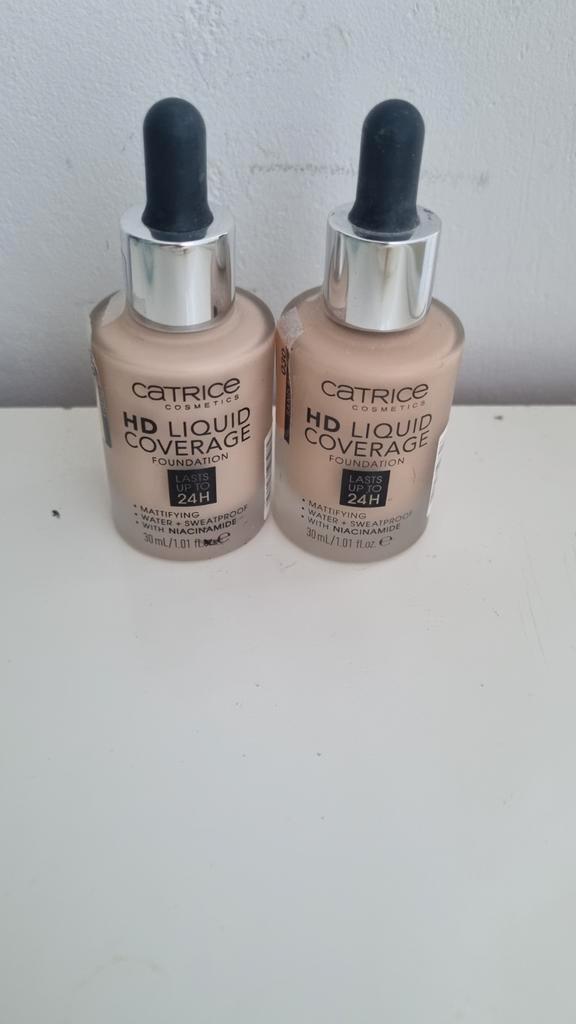 CATRICE
COSMETICS
HD LIQUID
COVERAGE
FOUNDATION
LASTS
UP TO
24H
• MATTIFYING
• WATER + SWEATPROOF
• WITH NIACINAMIDE
30 mL/1.01 fl.oz. ℮
030
CATRICE
COSMETICS
HD LIQUID
COVERAGE
FOUNDATION
LASTS
UP TO
24H
• MATTIFYING
• WATER + SWEATPROOF
• WITH NIACINAMIDE
30 mL/1.01 fl.oz. ℮